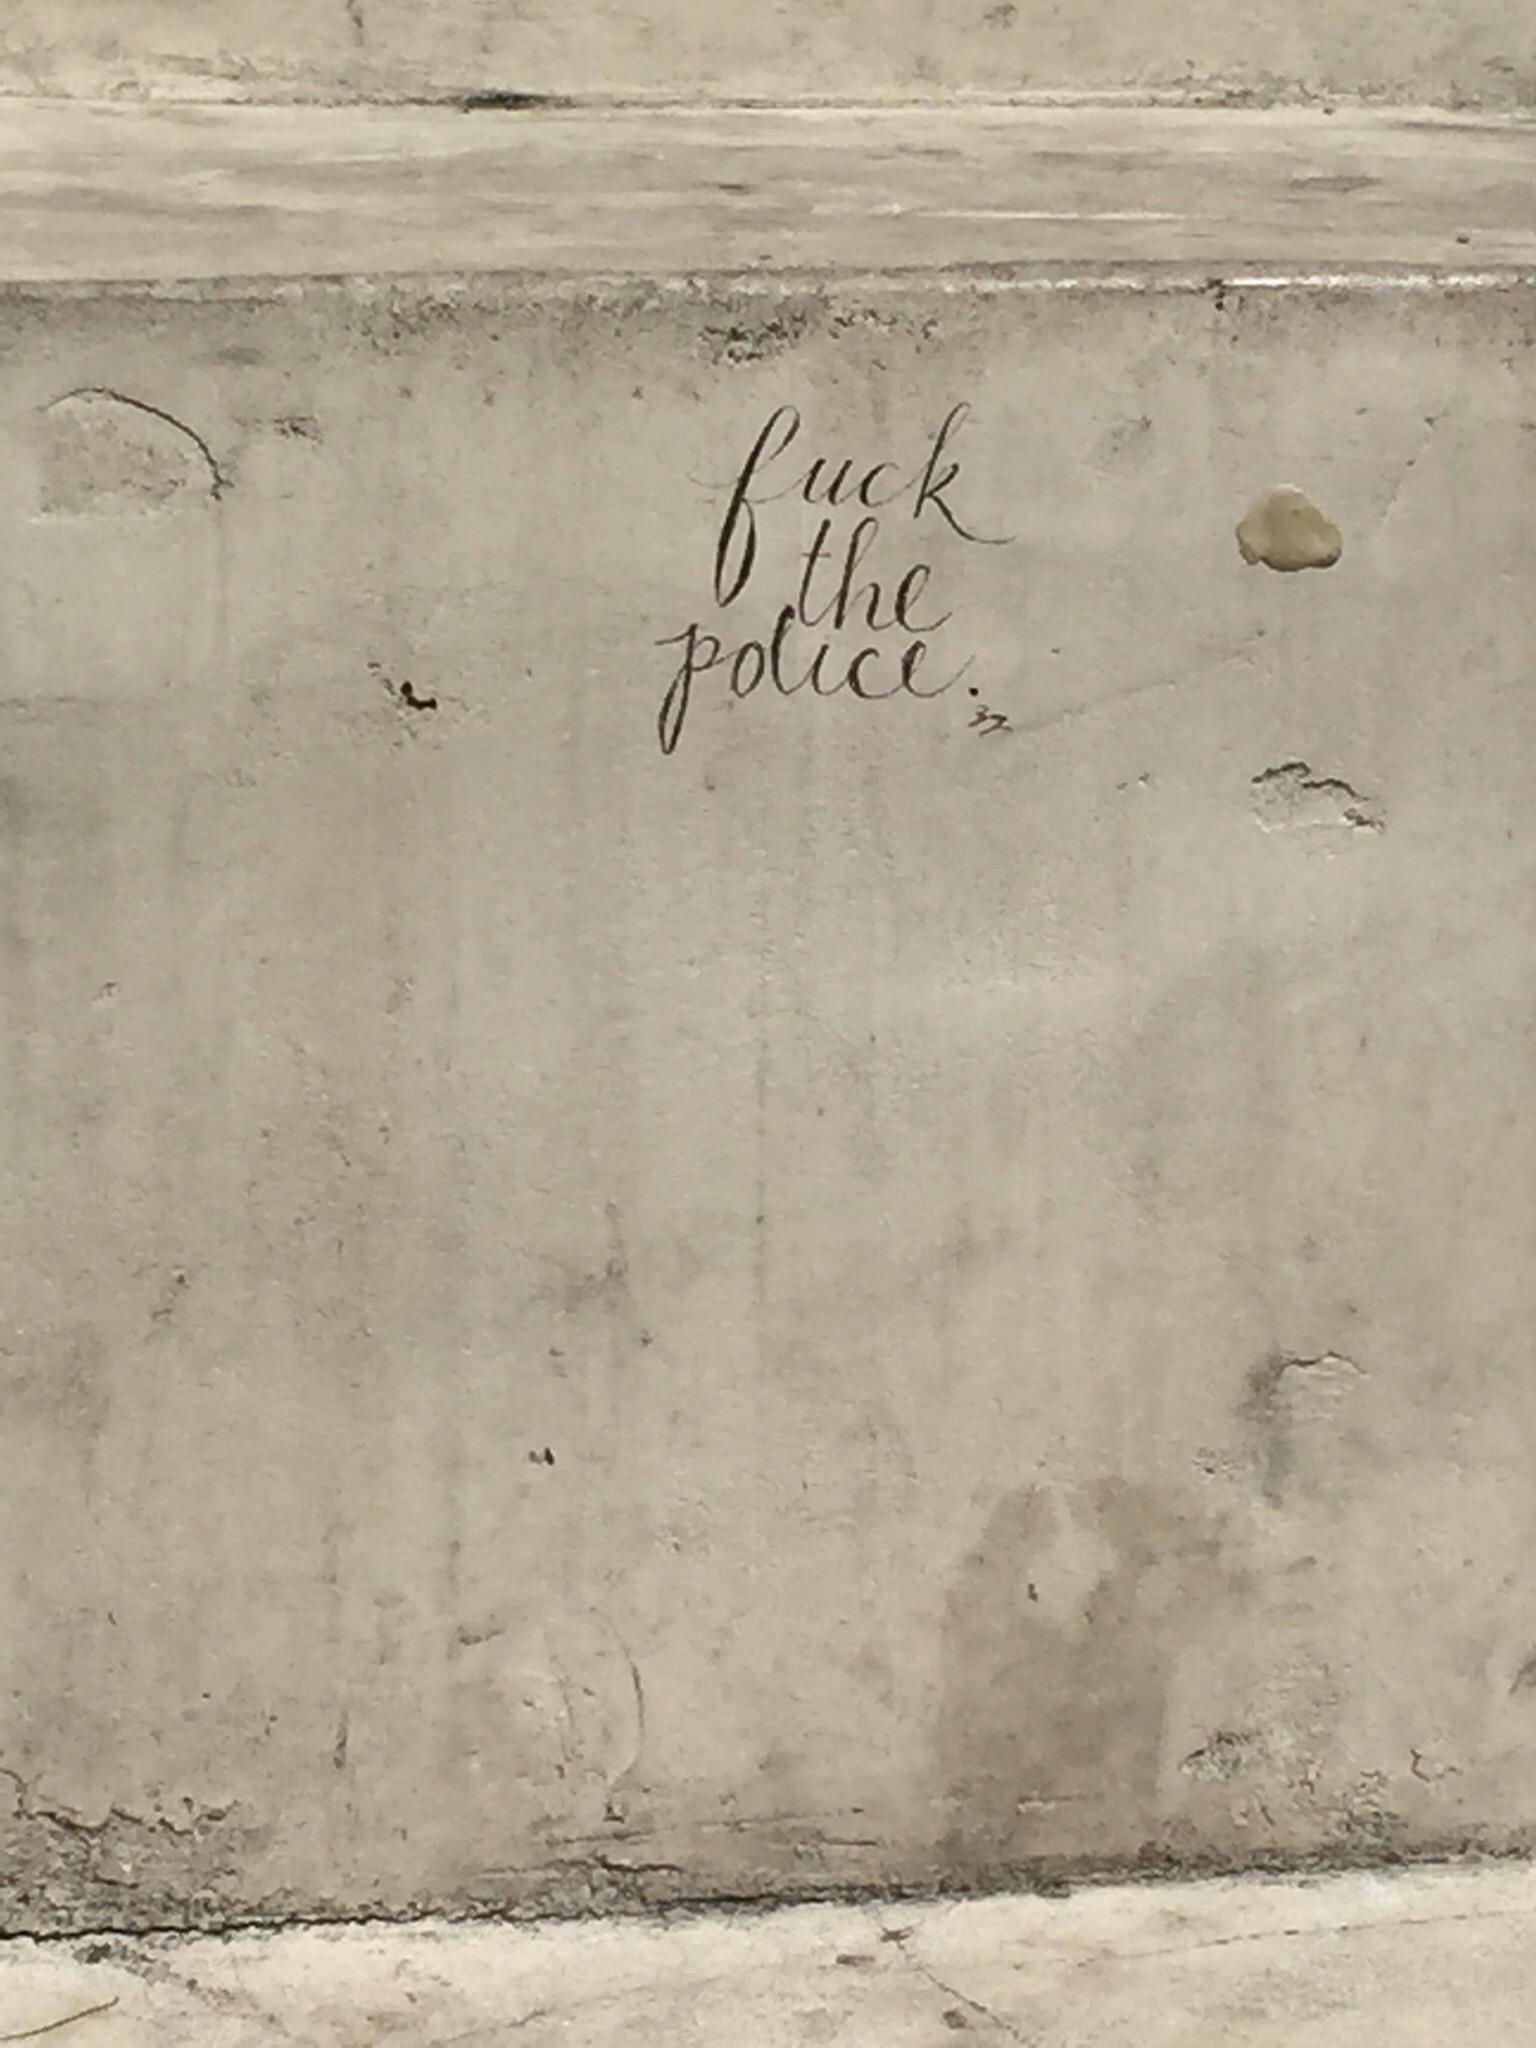 fuck
the
police.